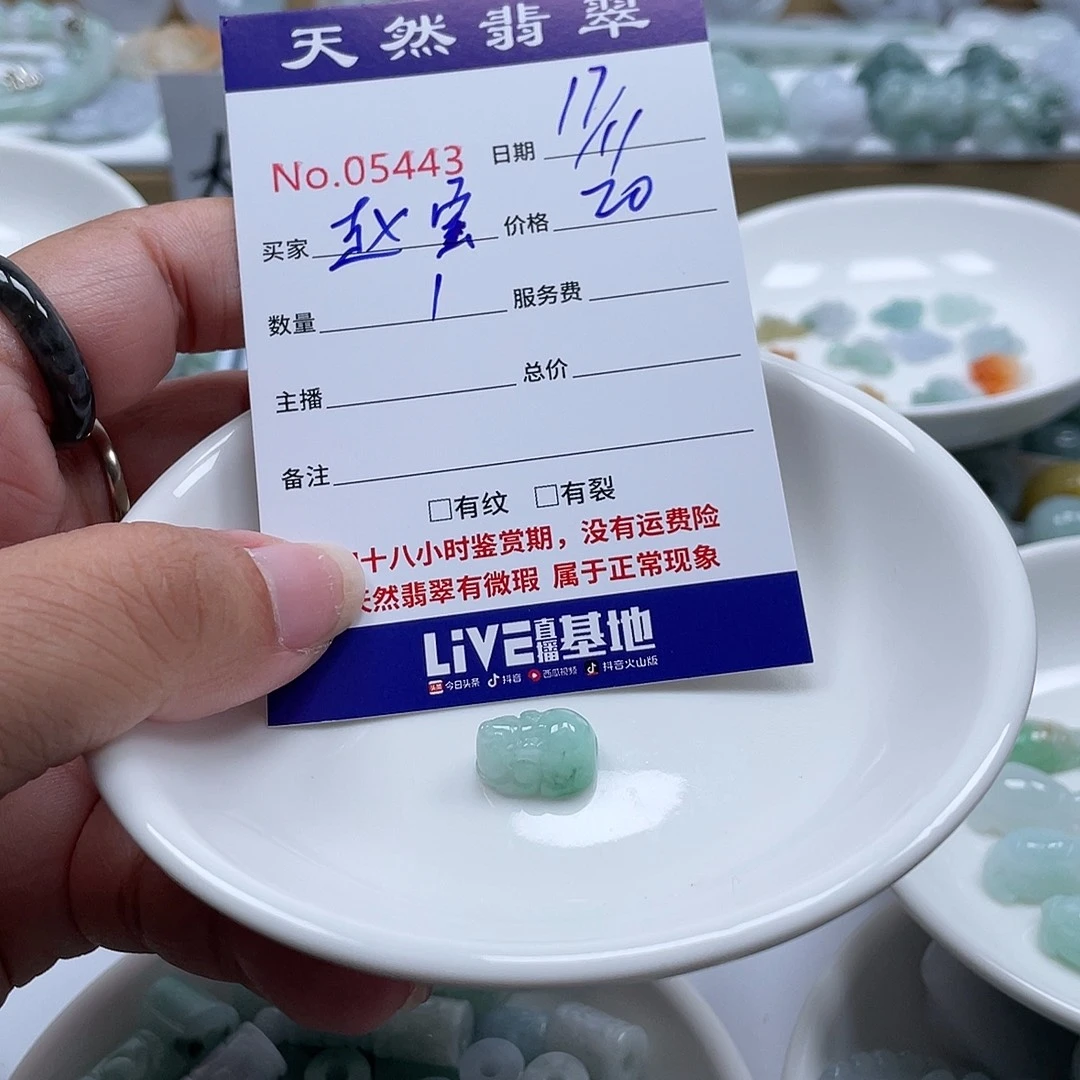 天然翡翠
No.05443 日期 17/11
买家 赵宝 价格 20
数量 1 服务费
主播 总价
备注
□有纹 □有裂
十八小时鉴赏期，没有运费险
然翡翠有微瑕 属于正常现象
LiVE直播基地
头条 今日头条 抖音 西瓜视频 抖音火山版